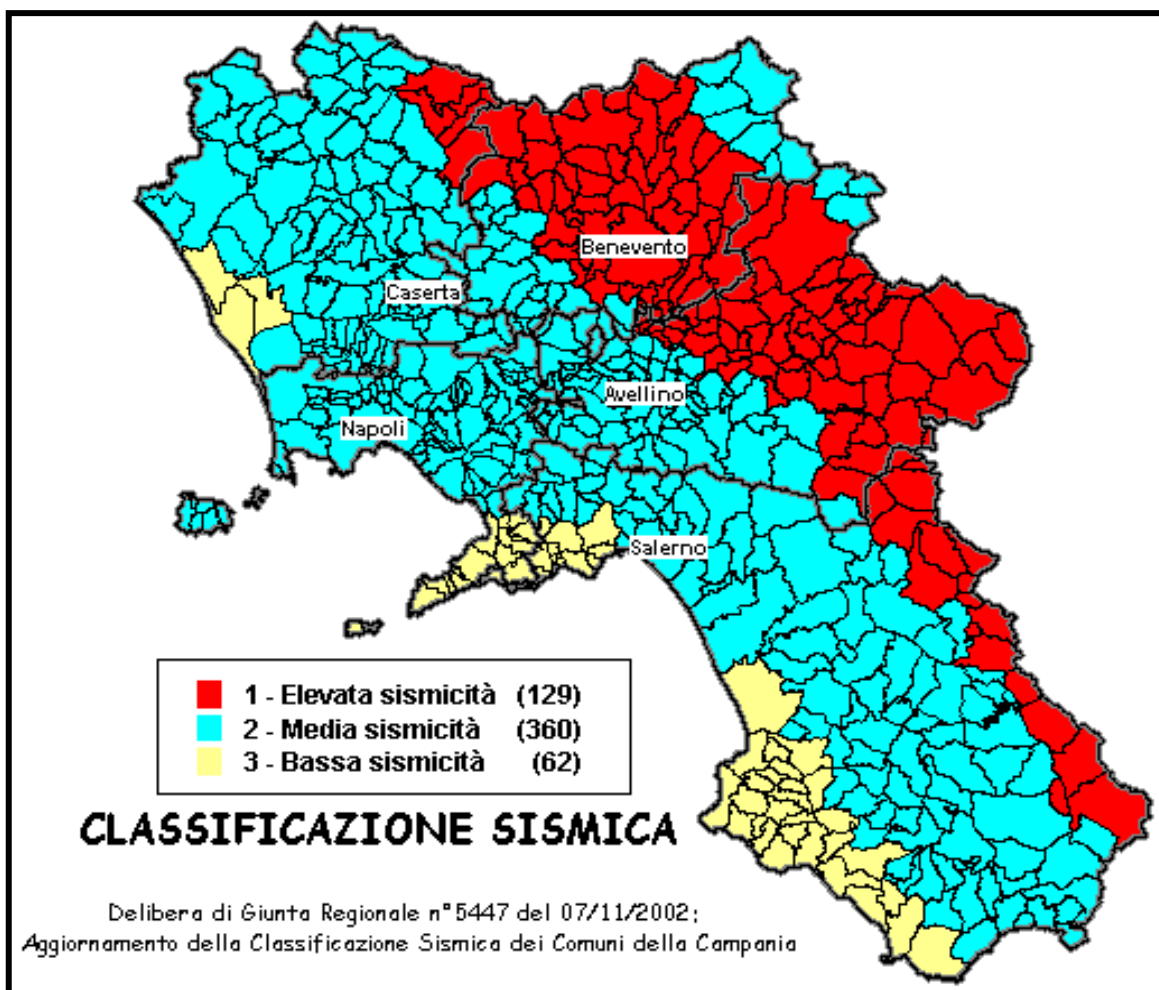 Benevento
Caserta
Avellino
Napoli
Salerno
1 - Elevata sismicità (129)
2 - Media sismicità (360)
3 - Bassa sismicità (62)
CLASSIFICAZIONE SISMICA
Delibera di Giunta Regionale n°5447 del 07/11/2002;
Aggiornamento della Classificazione Sismica dei Comuni della Campania